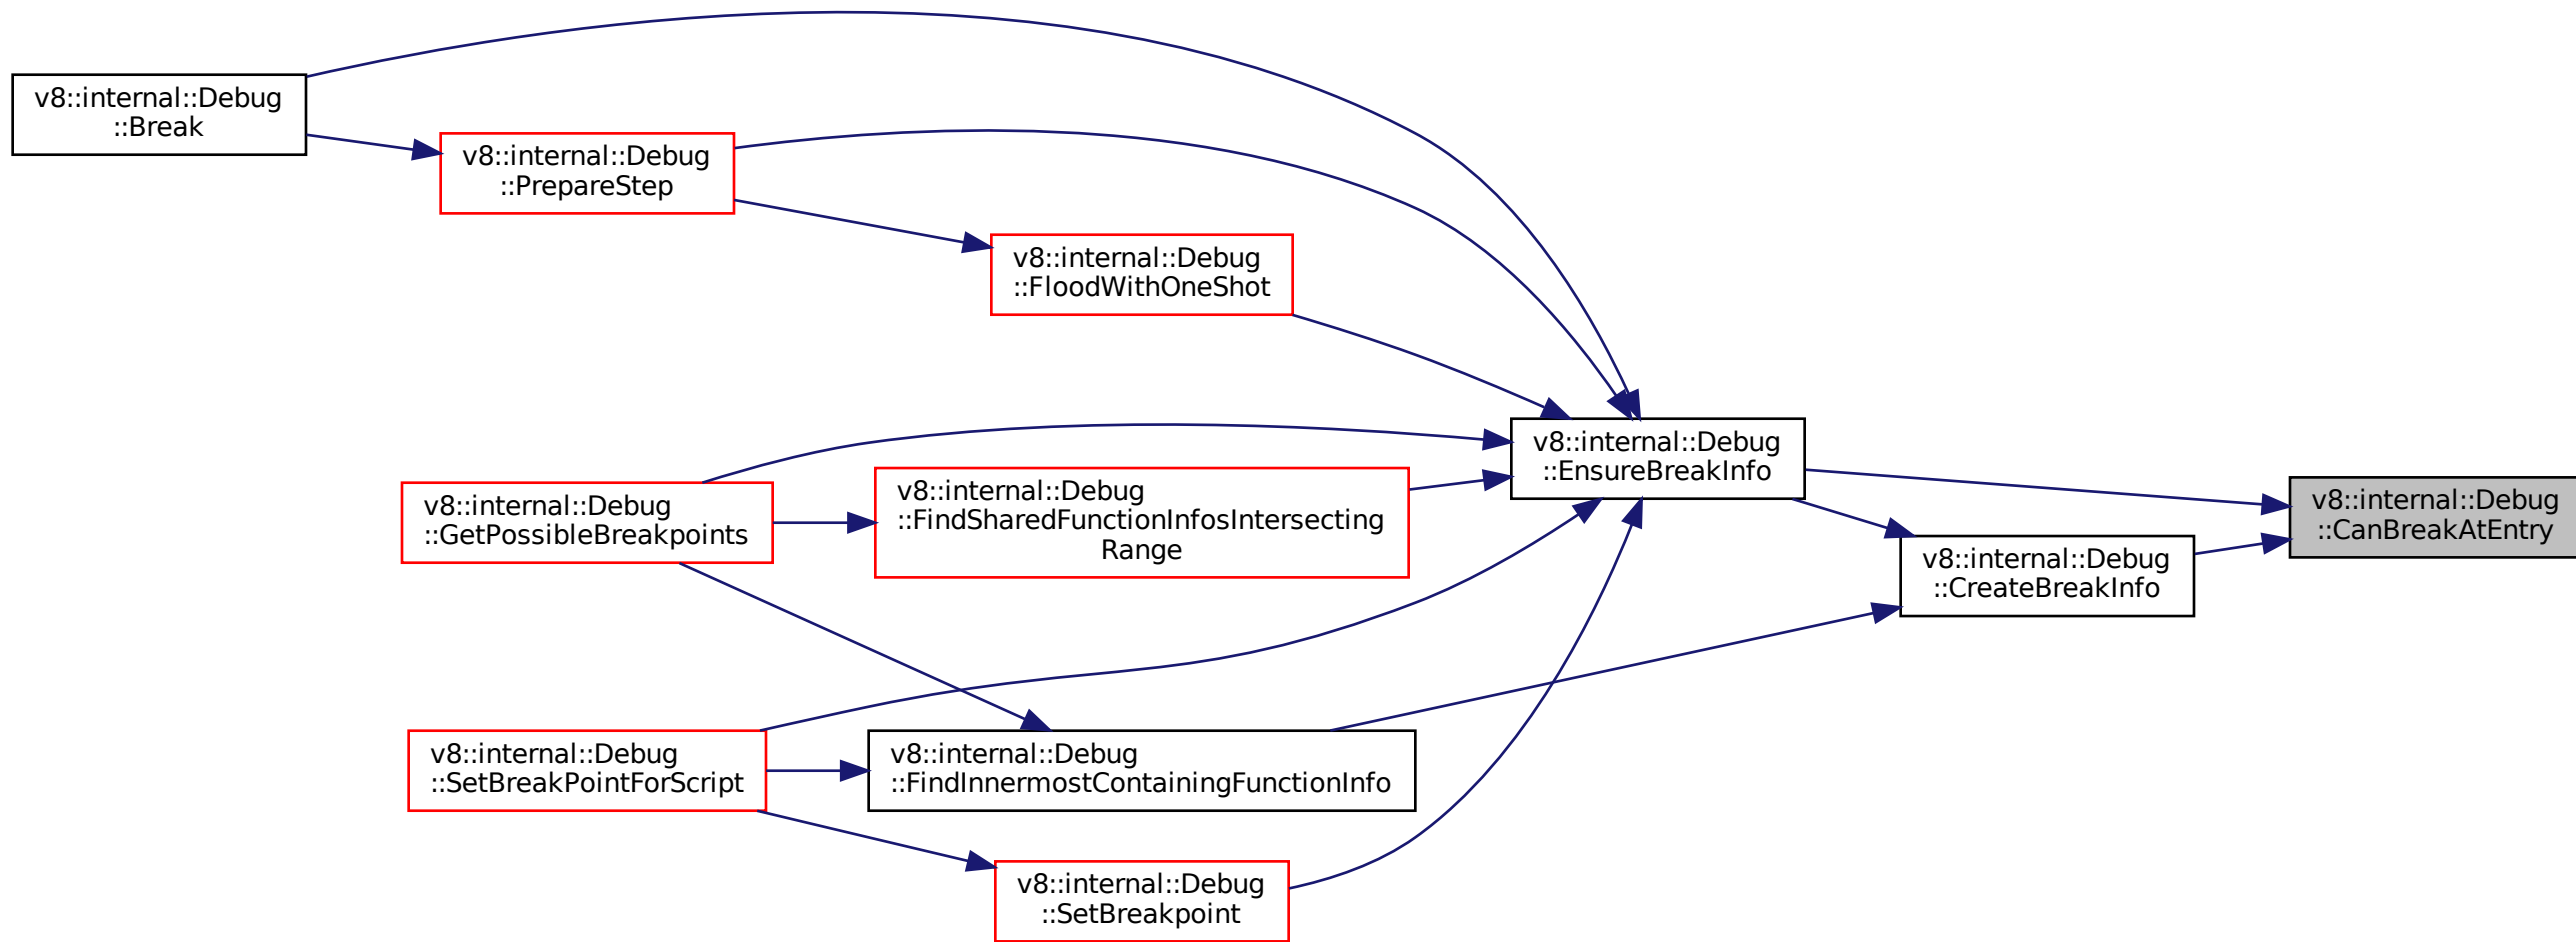 v8::internal::Debug
::Break
v8::internal::Debug
::PrepareStep
v8::internal::Debug
::FloodWithOneShot
v8::internal::Debug
::EnsureBreakInfo
v8::internal::Debug
::GetPossibleBreakpoints
v8::internal::Debug
::FindSharedFunctionInfosIntersecting
Range
v8::internal::Debug
::CanBreakAtEntry
v8::internal::Debug
::CreateBreakInfo
v8::internal::Debug
::SetBreakPointForScript
v8::internal::Debug
::FindInnermostContainingFunctionInfo
v8::internal::Debug
::SetBreakpoint